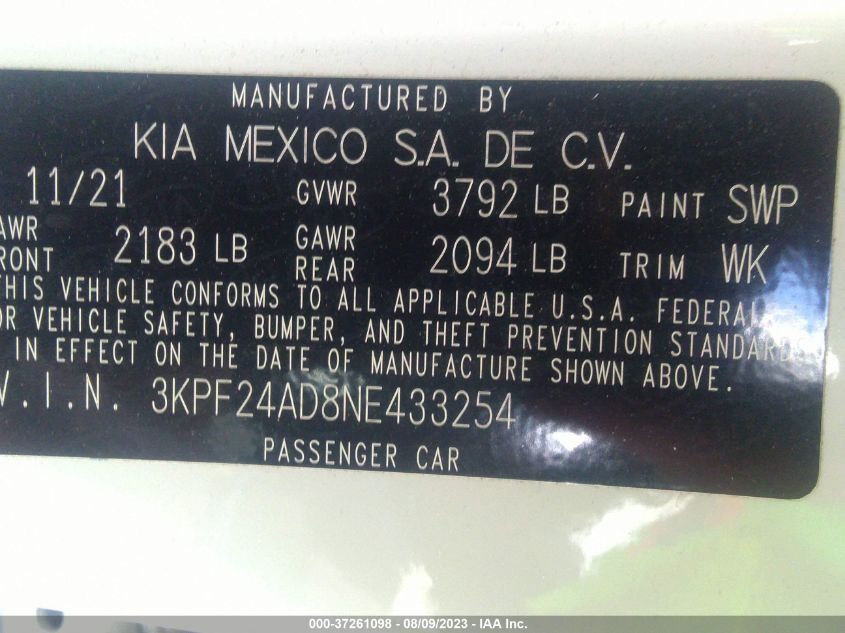 MANUFACTURED BY
KIA MEXICO S.A. DE C.V.
11/21 GVWR 3792 LB PAINT SWP
AWR FRONT 2183 LB GAWR REAR 2094 LB TRIM WK
THIS VEHICLE CONFORMS TO ALL APPLICABLE U.S.A. FEDERAL
OR VEHICLE SAFETY, BUMPER, AND THEFT PREVENTION STANDARDS
IN EFFECT ON THE DATE OF MANUFACTURE SHOWN ABOVE.
V.I.N. 3KPF24AD8NE433254
PASSENGER CAR
000-37261098 - 08/09/2023 - IAA Inc.